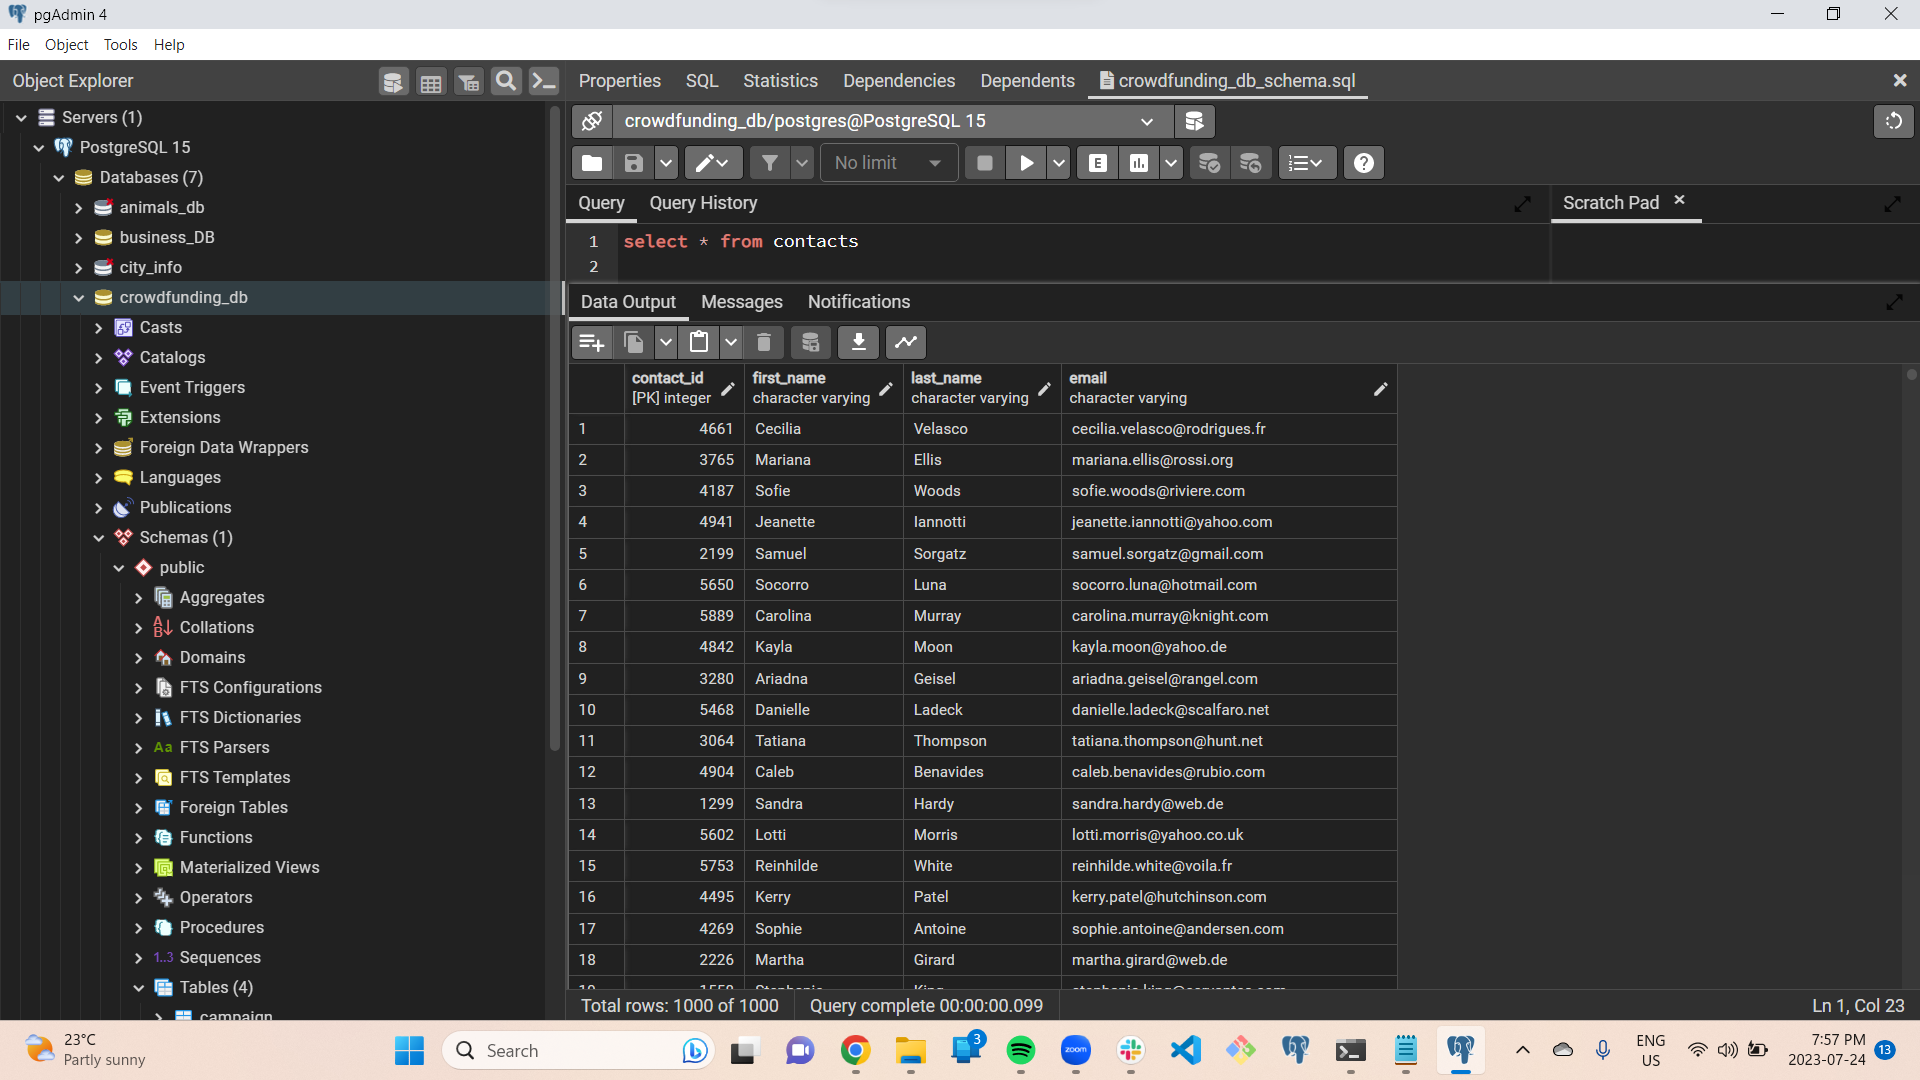 pgAdmin 4
File Object Tools Help
Object Explorer
Properties SQL Statistics Dependencies Dependents crowdfunding_db_schema.sql
Servers (1)
PostgreSQL 15
Databases (7)
animals_db
business_DB
city_info
crowdfunding_db
Casts
Catalogs
Event Triggers
Extensions
Foreign Data Wrappers
Languages
Publications
Schemas (1)
public
Aggregates
Collations
Domains
FTS Configurations
FTS Dictionaries
Aa FTS Parsers
FTS Templates
Foreign Tables
Functions
Materialized Views
Operators
Procedures
1..3 Sequences
Tables (4)
campaign
crowdfunding_db/postgres@PostgreSQL 15
No limit
E
Query Query History
Scratch Pad
1 select * from contacts
2
Data Output Messages Notifications
contact_id first_name last_name email
[PK] integer character varying character varying character varying
1 4661 Cecilia Velasco cecilia.velasco@rodrigues.fr
2 3765 Mariana Ellis mariana.ellis@rossi.org
3 4187 Sofie Woods sofie.woods@riviere.com
4 4941 Jeanette Iannotti jeanette.iannotti@yahoo.com
5 2199 Samuel Sorgatz samuel.sorgatz@gmail.com
6 5650 Socorro Luna socorro.luna@hotmail.com
7 5889 Carolina Murray carolina.murray@knight.com
8 4842 Kayla Moon kayla.moon@yahoo.de
9 3280 Ariadna Geisel ariadna.geisel@rangel.com
10 5468 Danielle Ladeck danielle.ladeck@scalfaro.net
11 3064 Tatiana Thompson tatiana.thompson@hunt.net
12 4904 Caleb Benavides caleb.benavides@rubio.com
13 1299 Sandra Hardy sandra.hardy@web.de
14 5602 Lotti Morris lotti.morris@yahoo.co.uk
15 5753 Reinhilde White reinhilde.white@voila.fr
16 4495 Kerry Patel kerry.patel@hutchinson.com
17 4269 Sophie Antoine sophie.antoine@andersen.com
18 2226 Martha Girard martha.girard@web.de
Total rows: 1000 of 1000 Query complete 00:00:00.099 Ln 1, Col 23
23°C
Partly sunny
Search
3
zoom
ENG
US
7:57 PM
2023-07-24
13